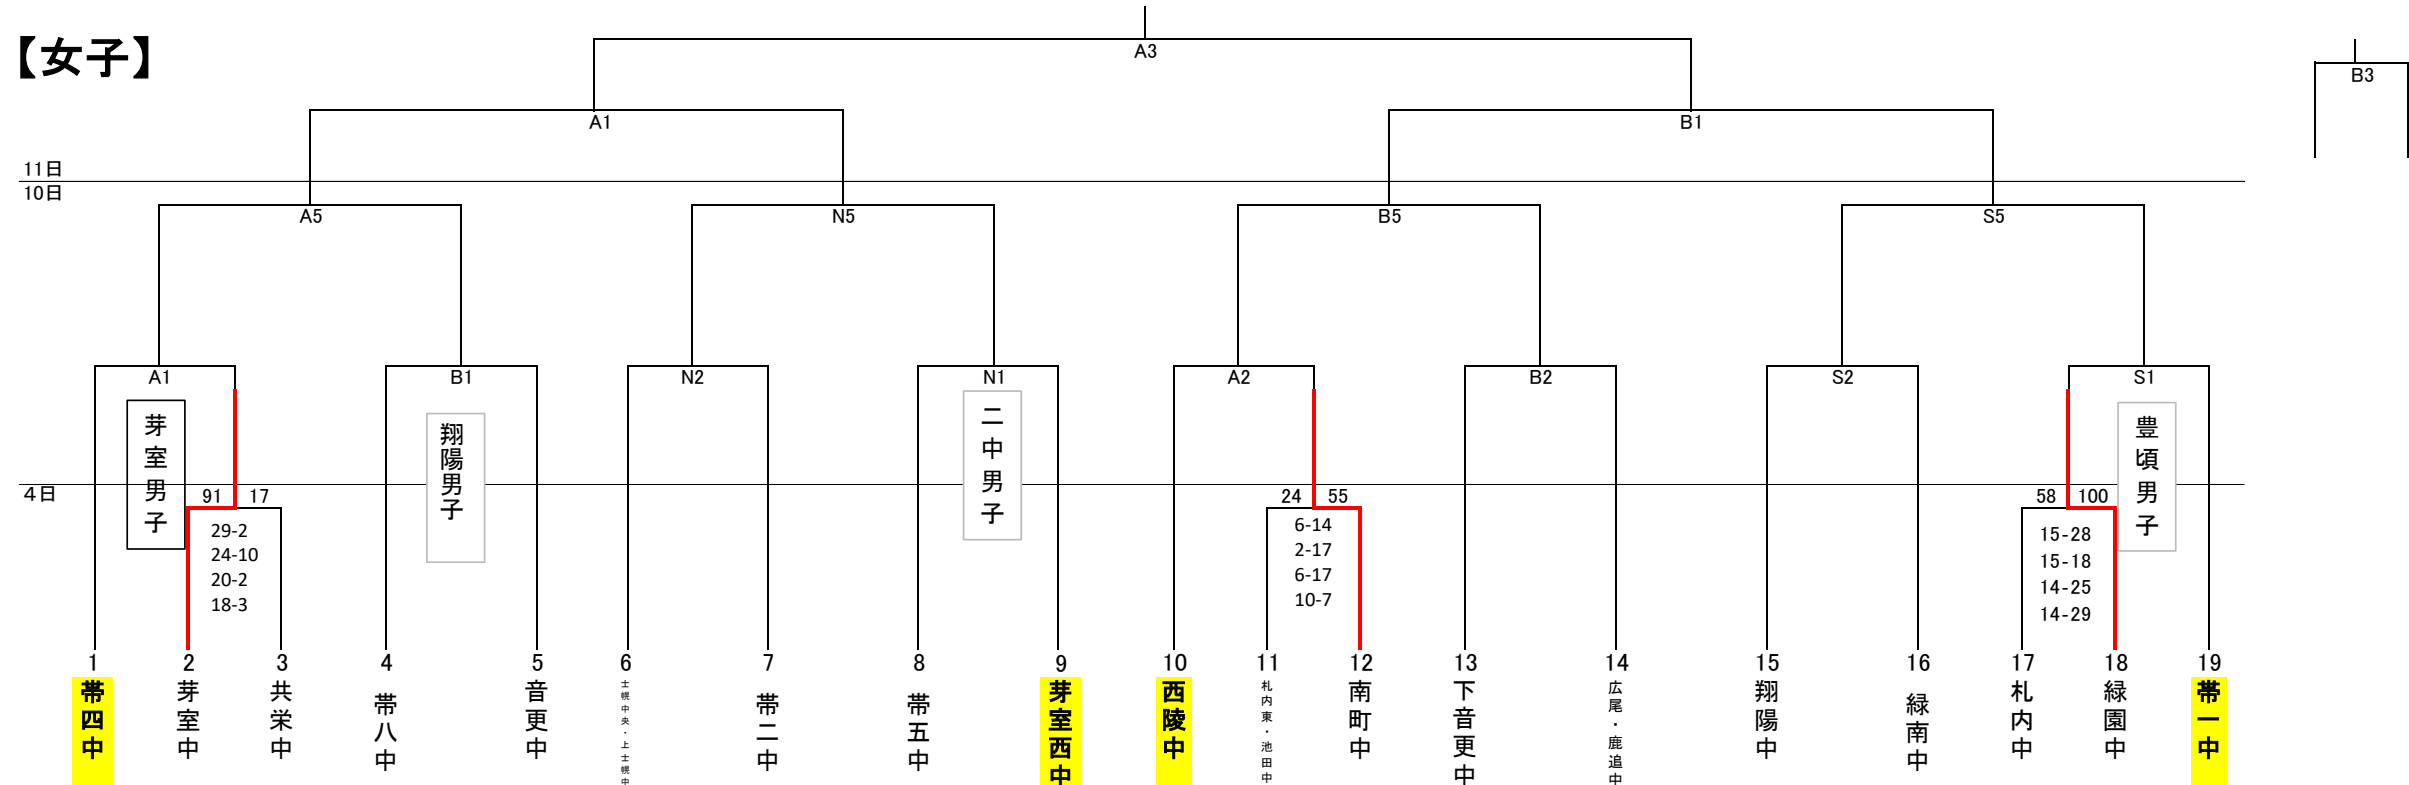 【女子】
A3
B3
A1
B1
11日
10日
A5
N5
B5
S5
A1
B1
N2
N1
A2
B2
S2
S1
芽室男子
翔陽男子
二中男子
豊頃男子
4日
91 17
24 55
58 100
29-2
24-10
20-2
18-3
6-14
2-17
6-17
10-7
15-28
15-18
14-25
14-29
1 2 3 4 5 6 7 8 9 10 11 12 13 14 15 16 17 18 19
帯四中
芽室中
共栄中
帯八中
音更中
士幌中央・上士幌中
帯二中
帯五中
芽室西中
西陵中
札内東・池田中
南町中
下音更中
広尾・鹿追中
翔陽中
緑南中
札内中
緑園中
帯一中